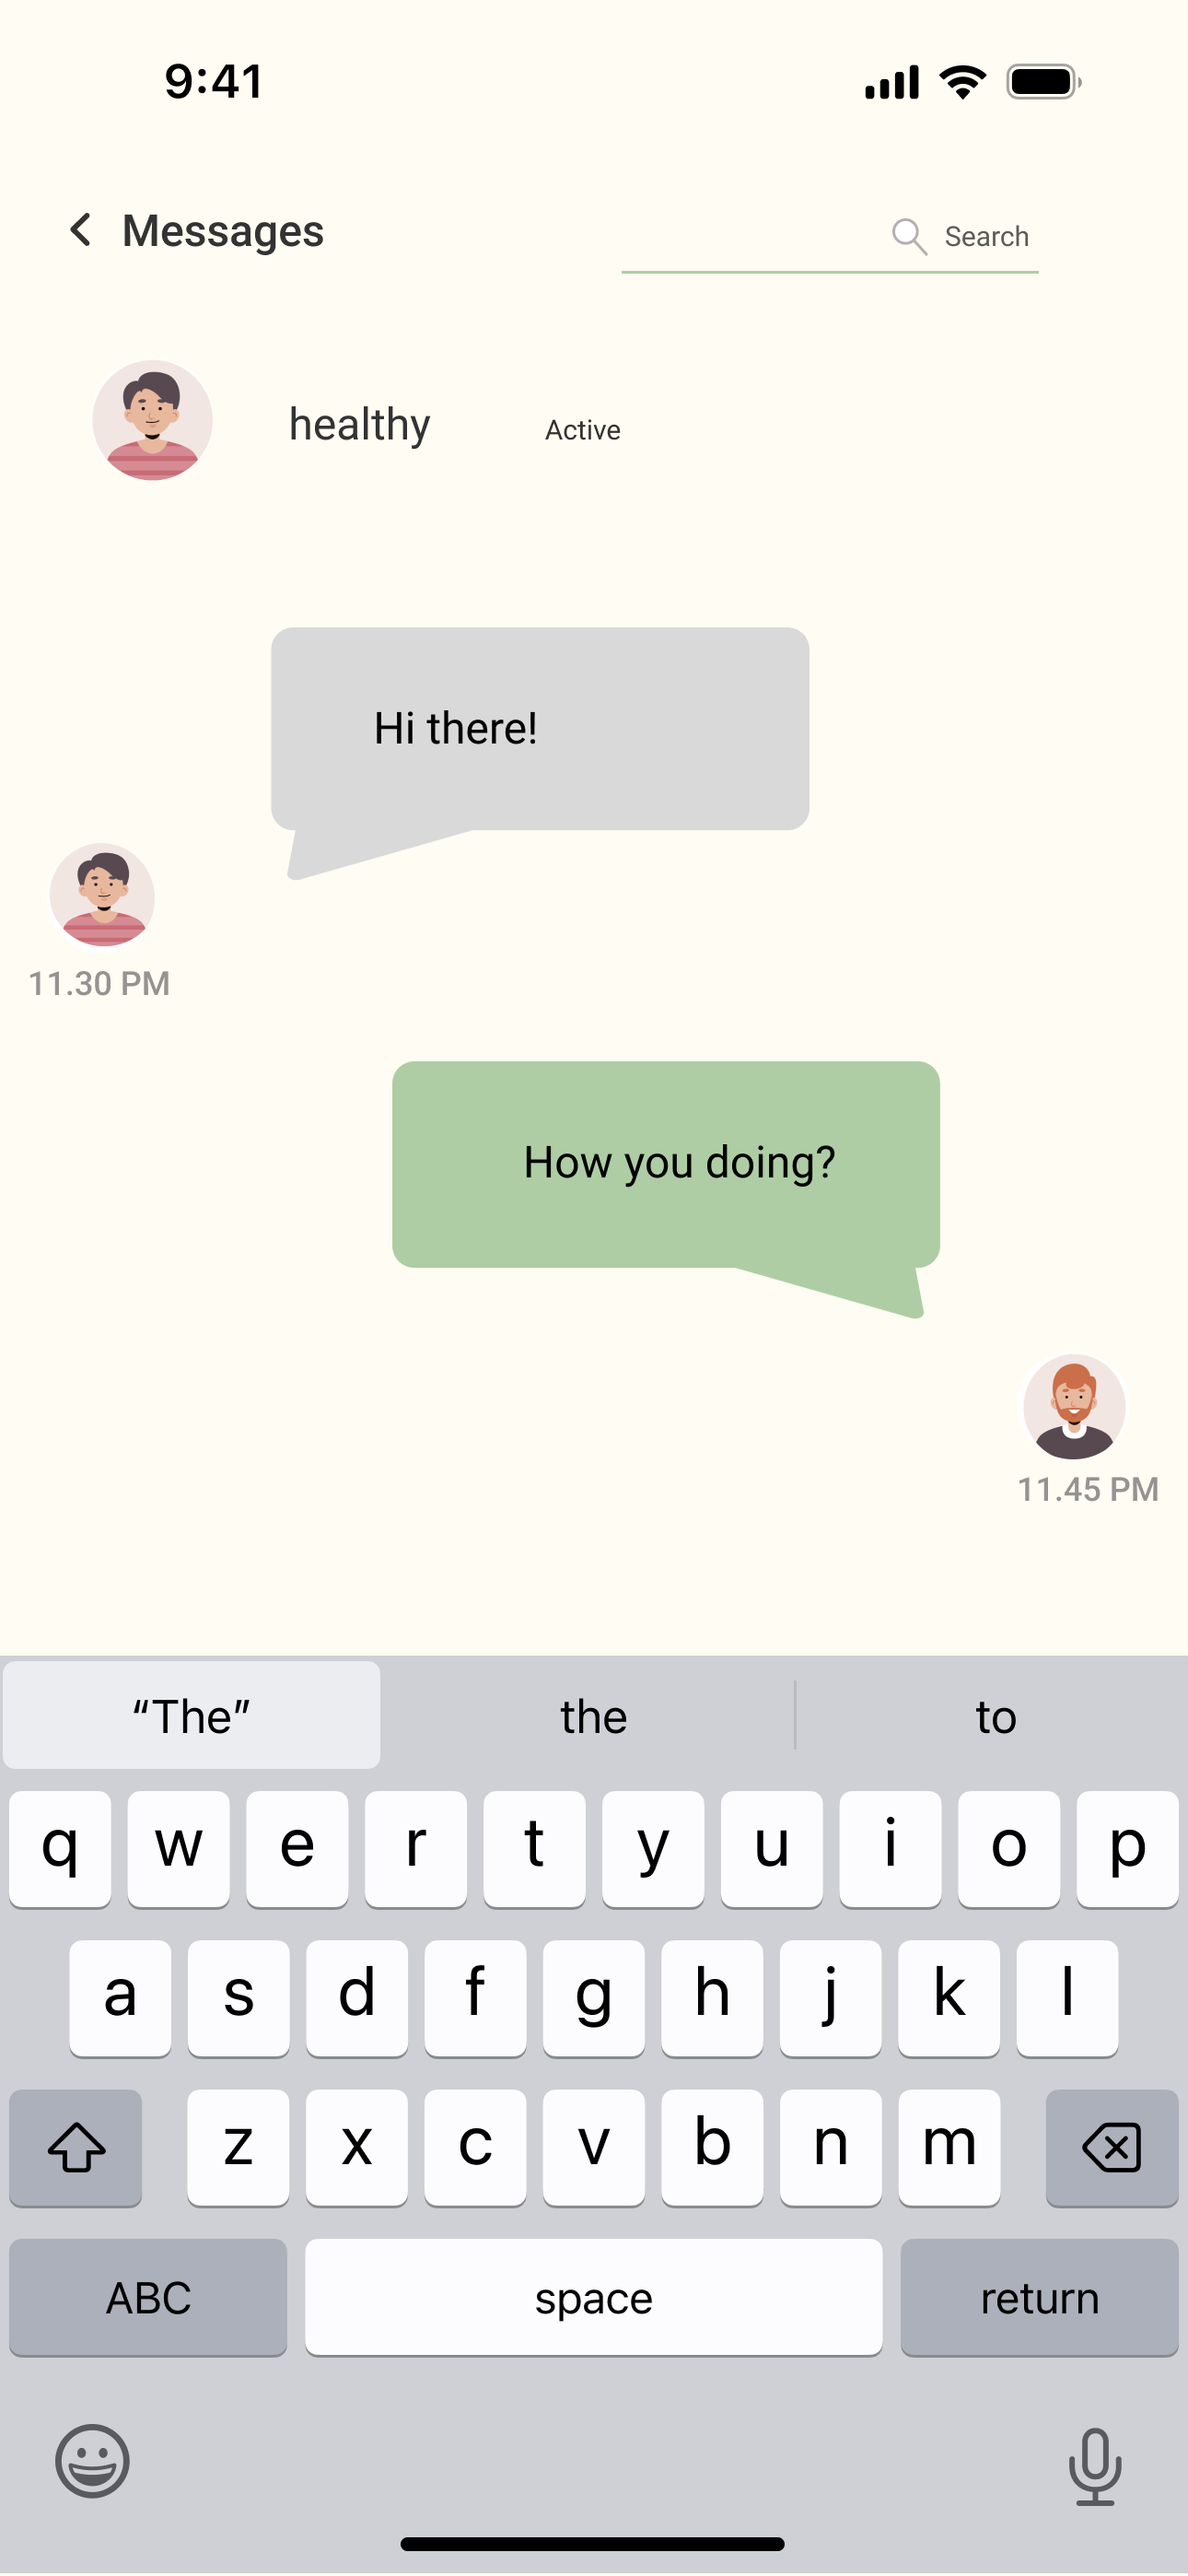 9:41
Messages
Search
healthy
Active
Hi there!
11.30 PM
How you doing?
11.45 PM
“The” the to
q w e r t y u i o p
a s d f g h j k l
z x c v b n m
ABC space return